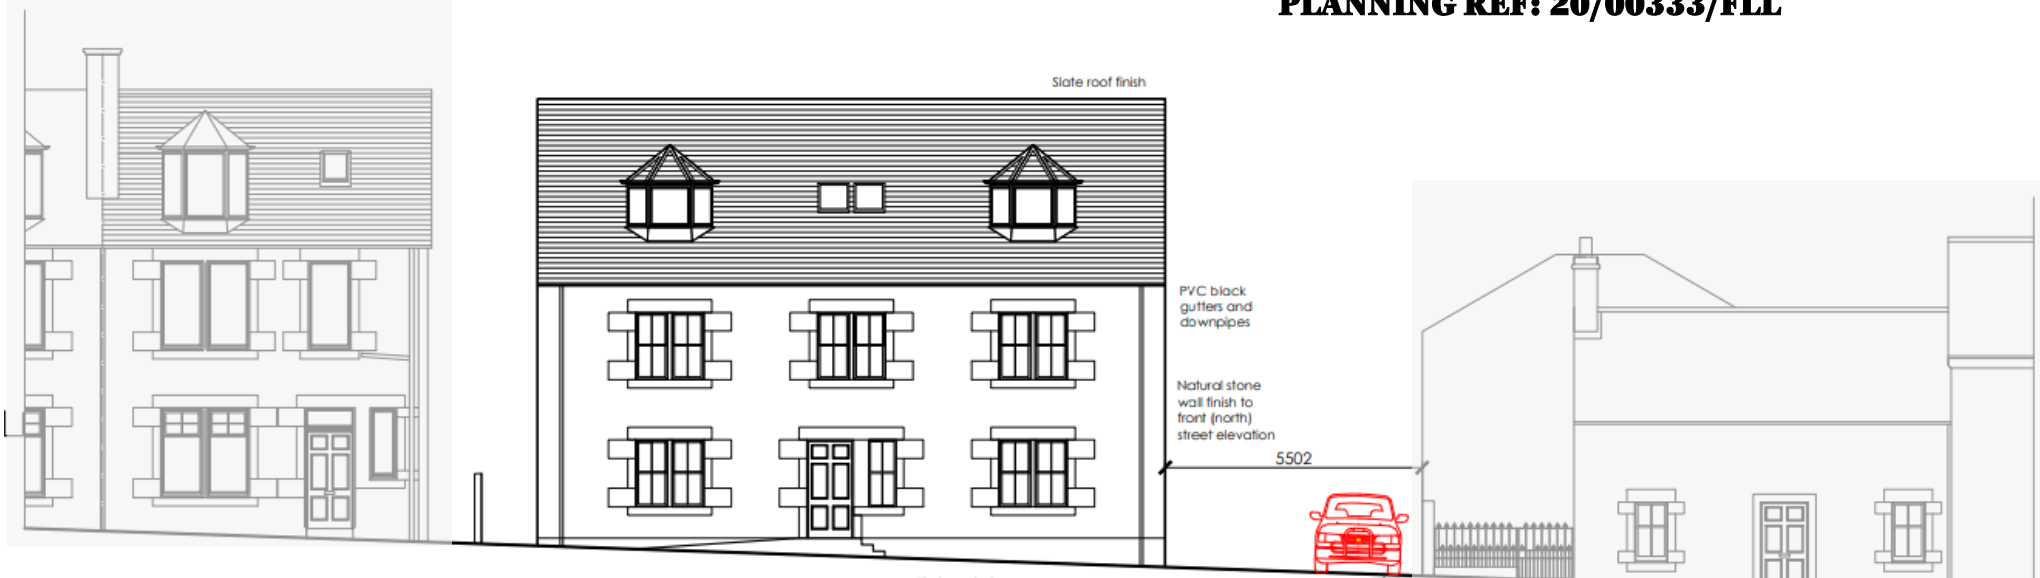 PLANNING REF: 20/00333/FLL
Slate roof finish
PVC black
gutters and
downpipes
Natural stone
wall finish to
front (north)
street elevation
5502